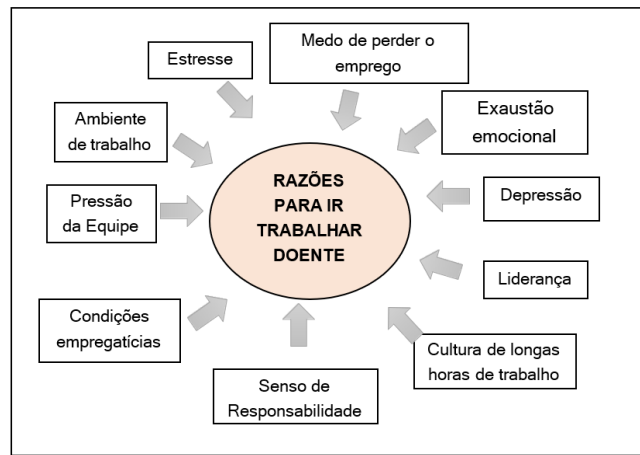 Medo de perder o
emprego
Estresse
Exaustão
emocional
Ambiente
de trabalho
RAZÕES
PARA IR
TRABALHAR
DOENTE
Pressão
da Equipe
Depressão
Liderança
Condições
empregatícias
Cultura de longas
horas de trabalho
Senso de
Responsabilidade